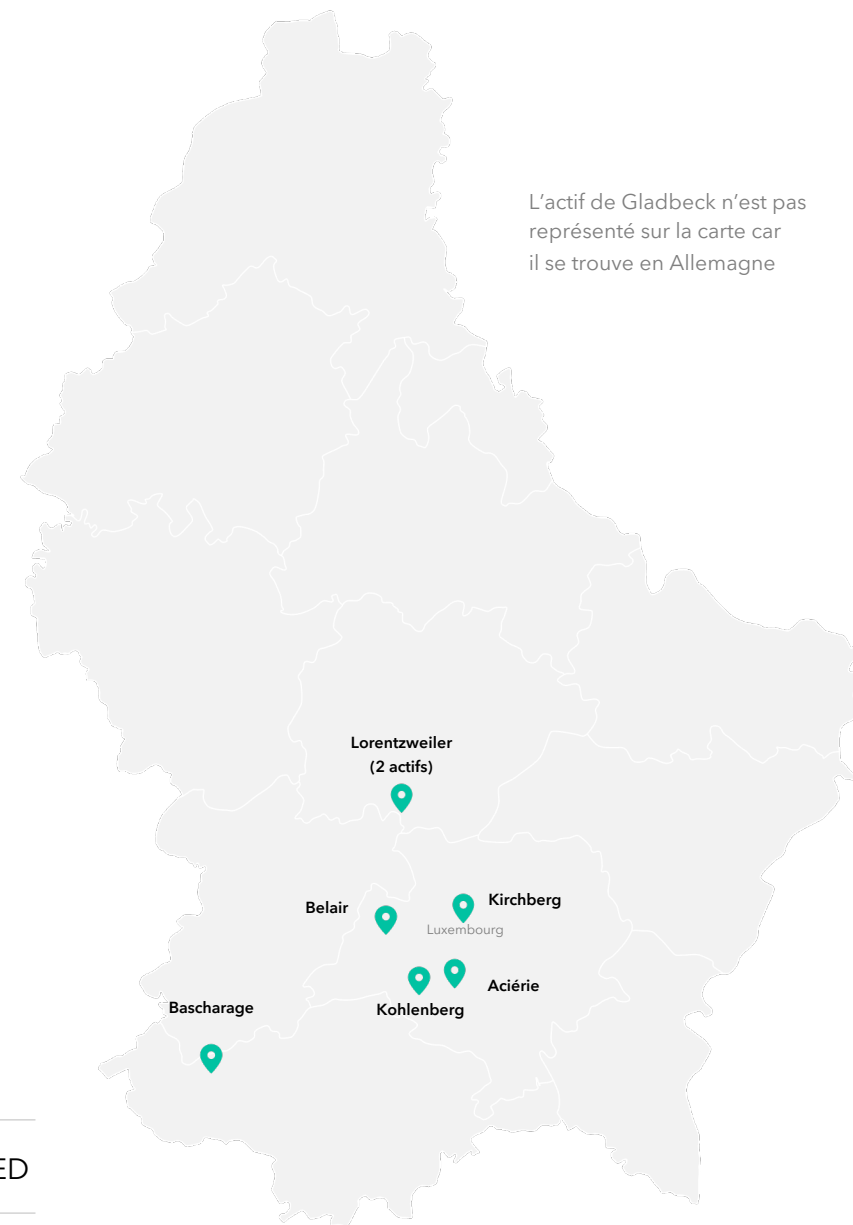 L'actif de Gladbeck n'est pas
représenté sur la carte car
il se trouve en Allemagne
Lorentzweiler
(2 actifs)
Belair
Kirchberg
Luxembourg
Aciérie
Kohlenberg
Bascharage
ED